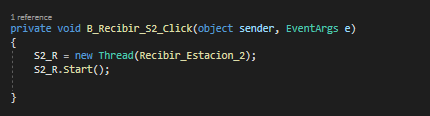 1 reference
private void B_Recibir_S2_Click(object sender, EventArgs e)
{
    S2_R = new Thread(Recibir_Estacion_2);
    S2_R.Start();
}